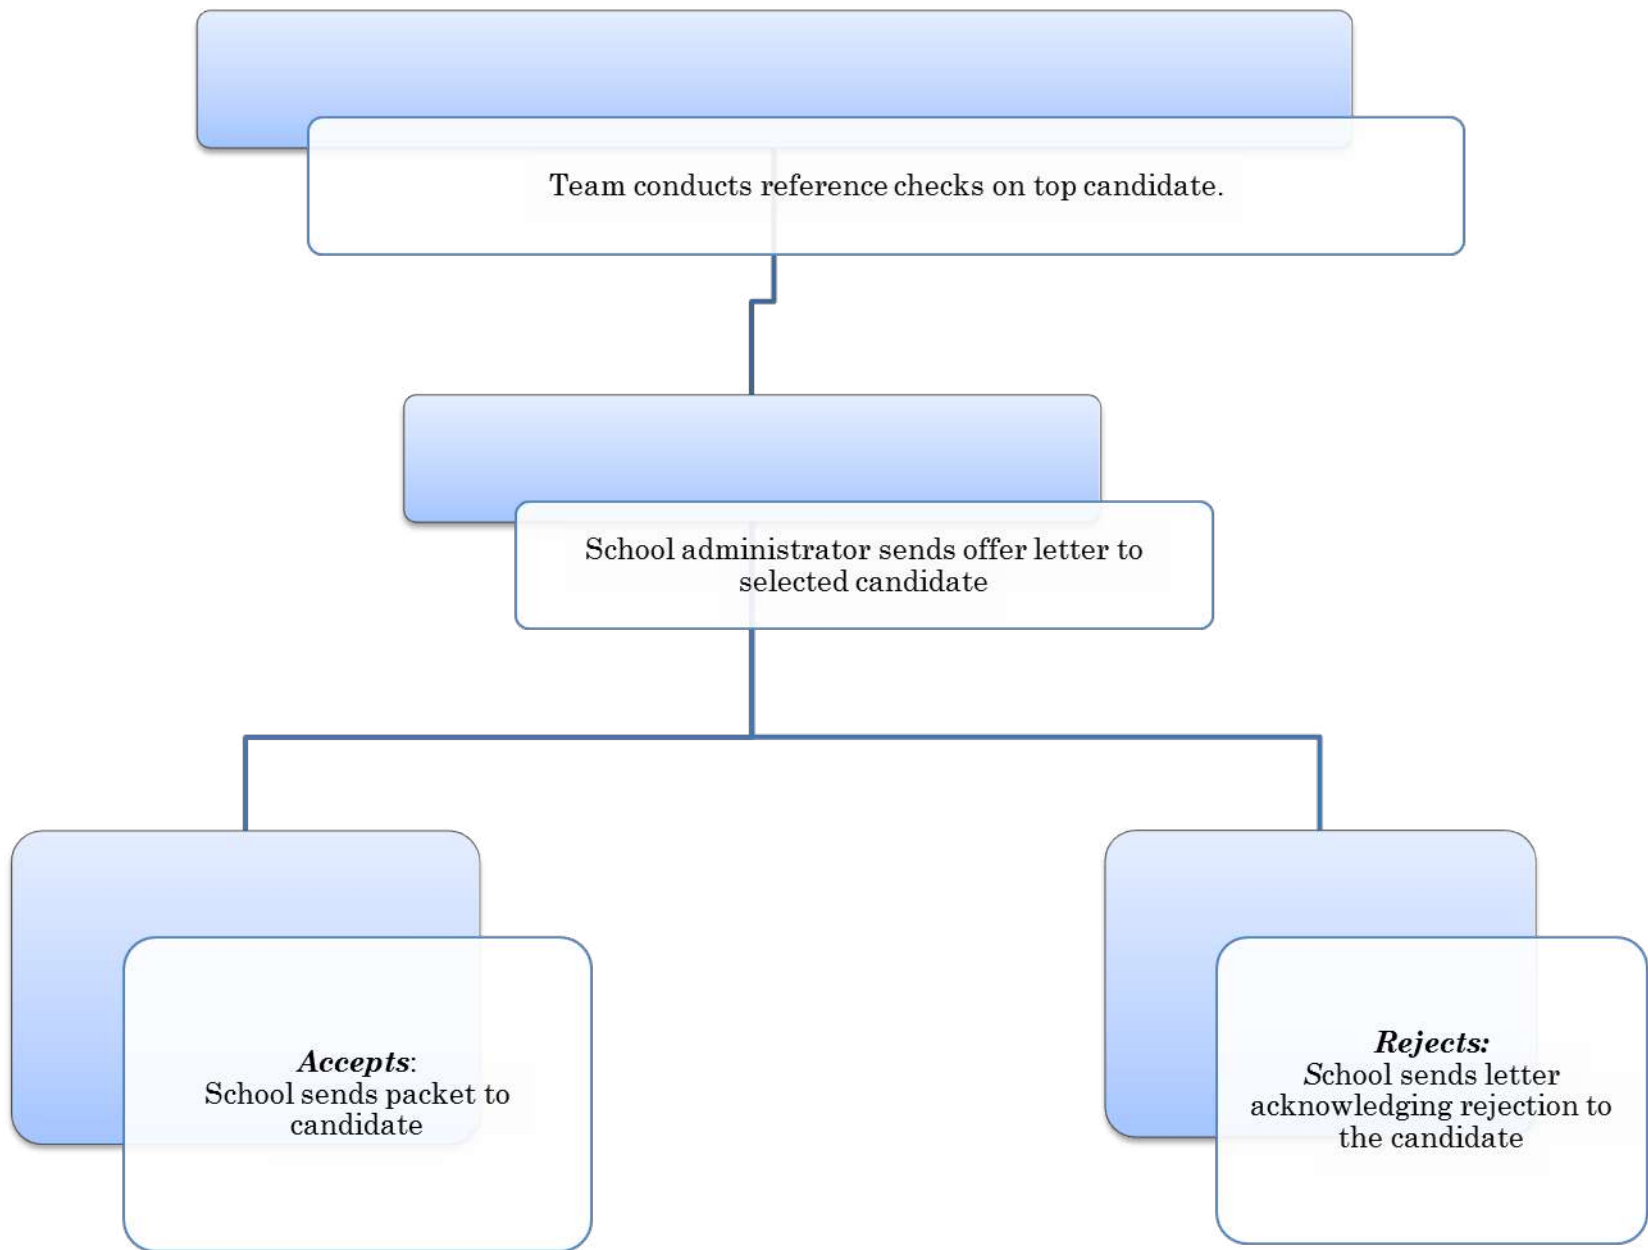 Team conducts reference checks on top candidate.
School administrator sends offer letter to
selected candidate
Accepts:
School sends packet to
candidate
Rejects:
School sends letter
acknowledging rejection to
the candidate